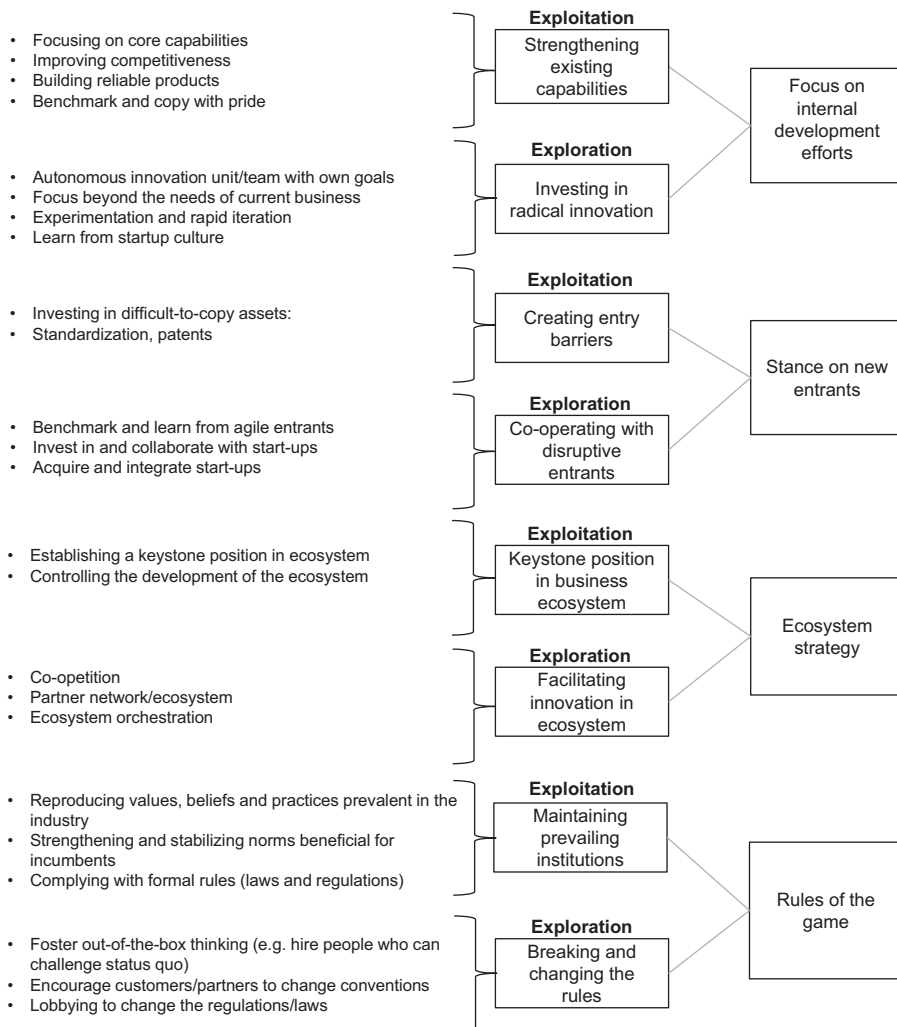 Exploitation
• Focusing on core capabilities
• Improving competitiveness
• Building reliable products
• Benchmark and copy with pride
Strengthening
existing
capabilities
Focus on
internal
development
efforts
Exploration
• Autonomous innovation unit/team with own goals
• Focus beyond the needs of current business
• Experimentation and rapid iteration
• Learn from startup culture
Investing in
radical innovation
Exploitation
• Investing in difficult-to-copy assets:
• Standardization, patents
Creating entry
barriers
Stance on new
entrants
Exploration
• Benchmark and learn from agile entrants
• Invest in and collaborate with start-ups
• Acquire and integrate start-ups
Co-operating with
disruptive
entrants
Exploitation
• Establishing a keystone position in ecosystem
• Controlling the development of the ecosystem
Keystone position
in business
ecosystem
Ecosystem
strategy
Exploration
• Co-opetition
• Partner network/ecosystem
• Ecosystem orchestration
Facilitating
innovation in
ecosystem
Exploitation
• Reproducing values, beliefs and practices prevalent in the
industry
• Strengthening and stabilizing norms beneficial for
incumbents
• Complying with formal rules (laws and regulations)
Maintaining
prevailing
institutions
Rules of the
game
Exploration
• Foster out-of-the-box thinking (e.g. hire people who can
challenge status quo)
• Encourage customers/partners to change conventions
• Lobbying to change the regulations/laws
Breaking and
changing the
rules